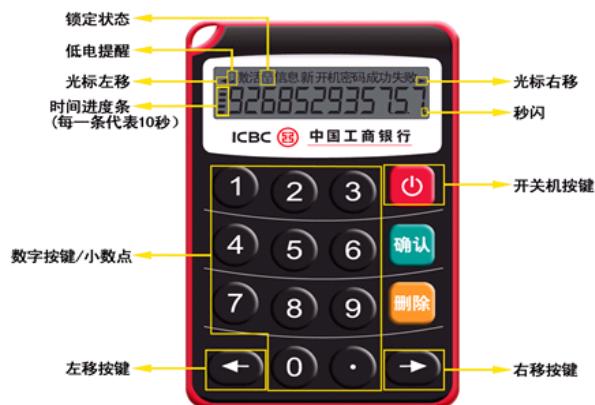 锁定状态
低电提醒
光标左移
时间进度条
(每一条代表10秒)
激活 信息新开机密码成功失败
926852935757
光标右移
秒闪
ICBC 中国工商银行
开关机按键
1 2 3
4 5 6 确认
7 8 9 删除
0 ·
数字按键/小数点
左移按键
右移按键